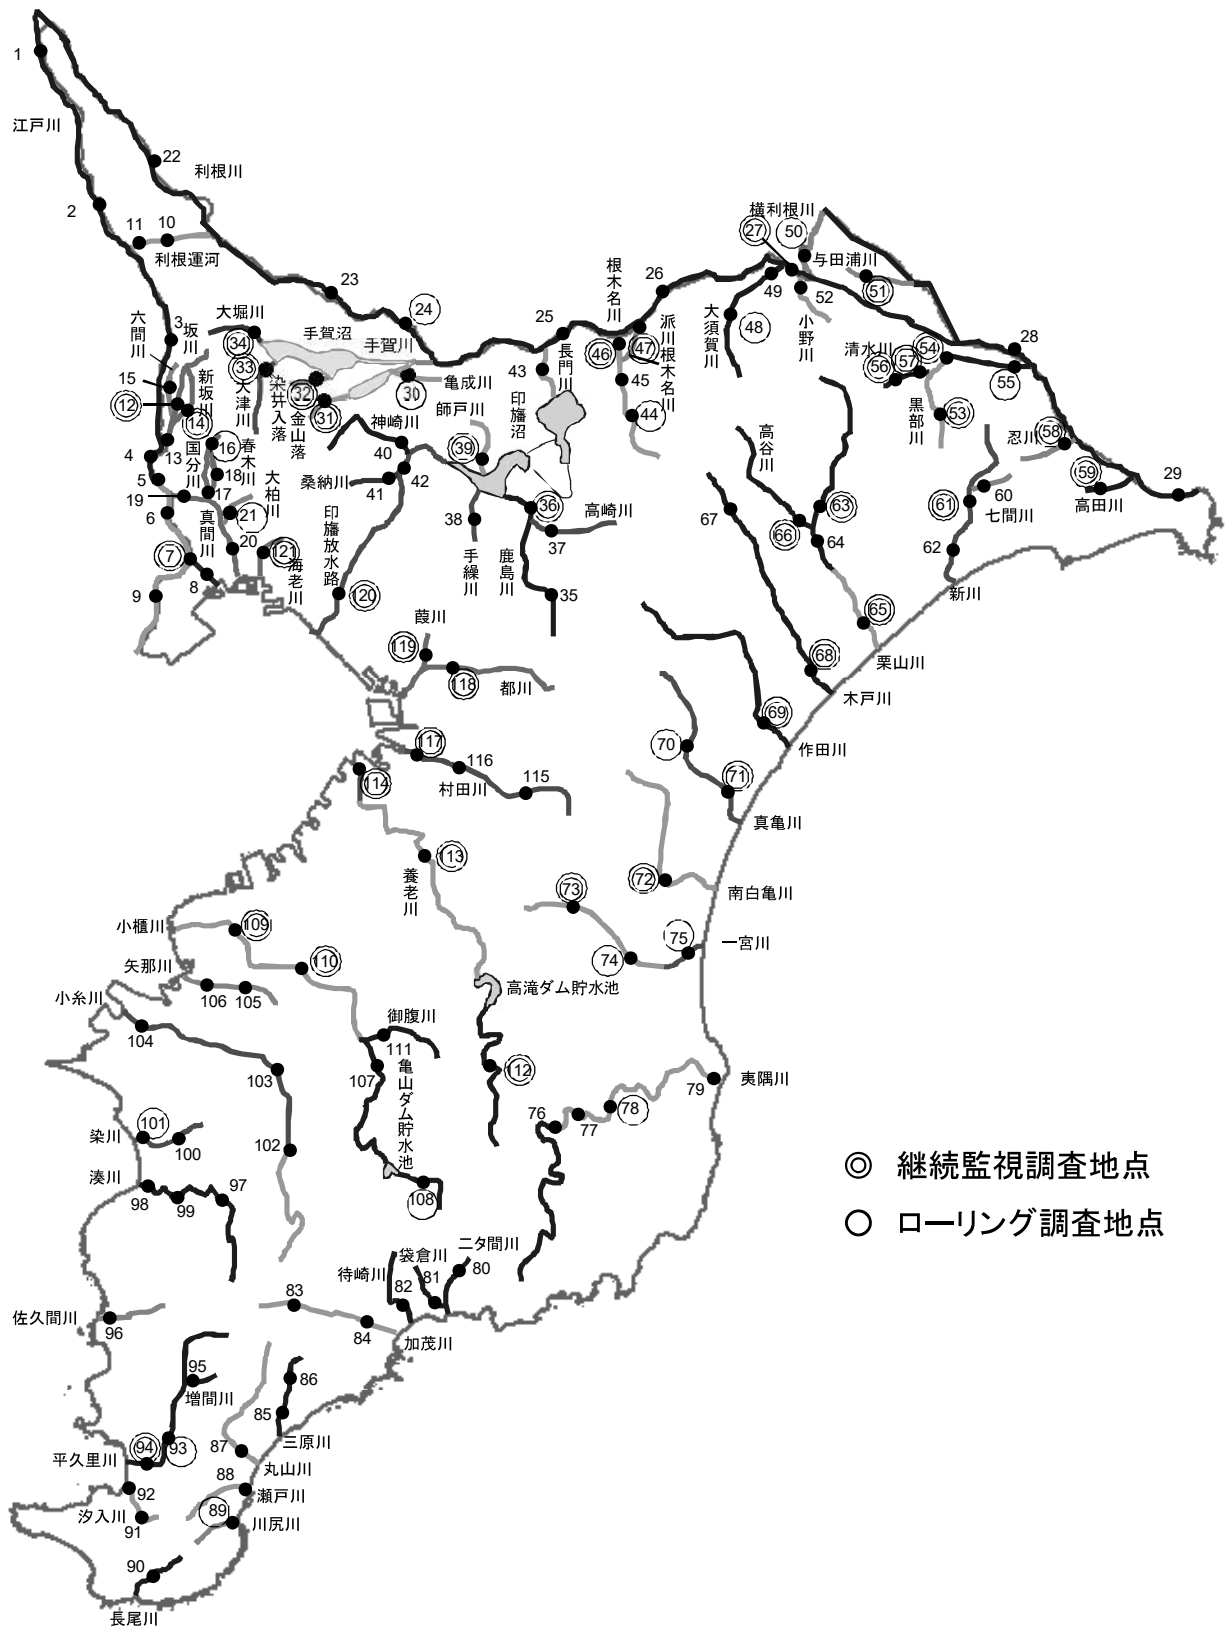 1
江戸川
22
利根川
2
11
10
利根運河
横利根川
27
50
与田浦川
51
23
24
25
26
根木名川
派川根木名川
大須賀川
49
52
48
小野川
28
六間川
3
坂川
大堀川
34
手賀沼
手賀川
33
長門川
43
46
47
45
44
清水川
54
57
56
55
15
新坂川
12
14
大津川
染井入落
32
金山落
31
30
亀成川
師戸川
印旛沼
黒部川
53
忍川
58
59
29
高田川
4
13
国分川
16
春木川
18
17
5
19
6
真間川
大柏川
21
20
神崎川
40
42
桑納川
41
39
38
手繰川
36
高崎川
37
鹿島川
35
高谷川
67
66
63
64
61
60
七間川
62
新川
7
8
9
121
海老川
印旛放水路
120
葭川
119
118
都川
65
栗山川
68
木戸川
69
作田川
70
71
真亀川
117
116
115
村田川
114
113
養老川
72
南白亀川
73
74
75
一宮川
小櫃川
109
110
矢那川
106
105
高滝ダム貯水池
小糸川
104
103
御腹川
111
107
亀山ダム貯水池
112
79
夷隅川
76
77
78
染川
101
100
102
湊川
98
99
97
108
継続監視調査地点
ローリング調査地点
二タ間川
袋倉川
待崎川
80
81
82
83
84
加茂川
佐久間川
96
95
増間川
86
85
三原川
平久里川
94
93
87
丸山川
88
瀬戸川
92
汐入川
91
89
川尻川
90
長尾川